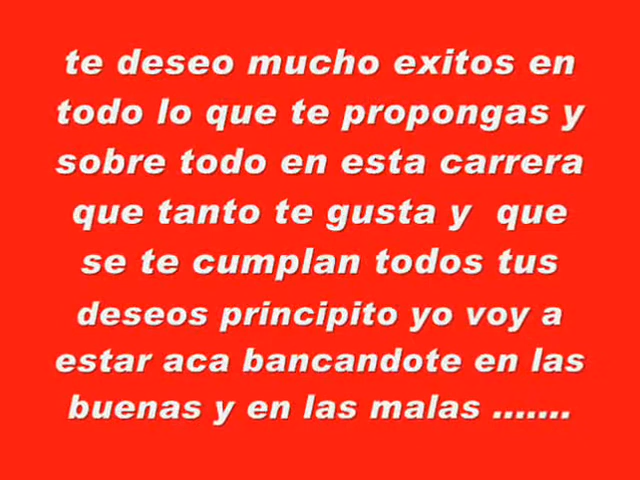 te deseo mucho exitos en
todo lo que te propongas y
sobre todo en esta carrera
que tanto te gusta y que
se te cumplan todos tus
deseos principito yo voy a
estar aca bancandote en las
buenas y en las malas .......